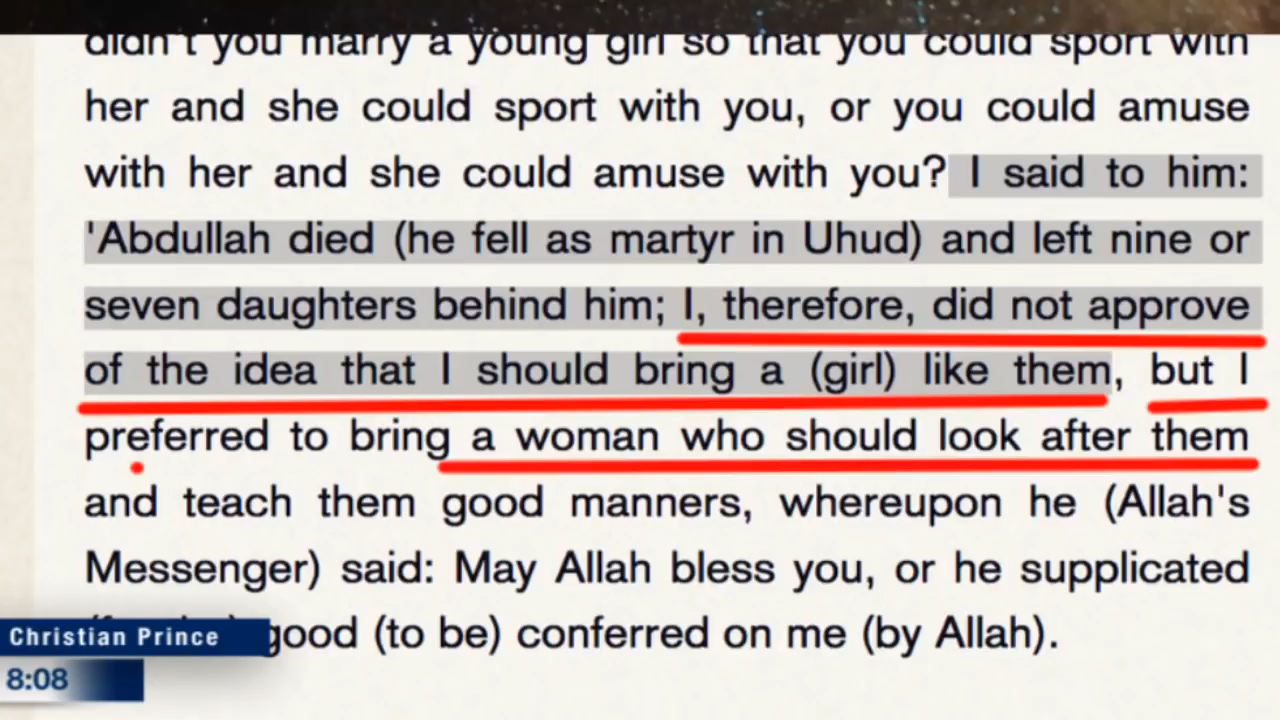 didn't you marry a young girl so that you could sport with
her and she could sport with you, or you could amuse
with her and she could amuse with you? I said to him:
'Abdullah died (he fell as martyr in Uhud) and left nine or
seven daughters behind him; I, therefore, did not approve
of the idea that I should bring a (girl) like them, but I
preferred to bring a woman who should look after them
and teach them good manners, whereupon he (Allah's
Messenger) said: May Allah bless you, or he supplicated
good (to be) conferred on me (by Allah).
Christian Prince
8:08